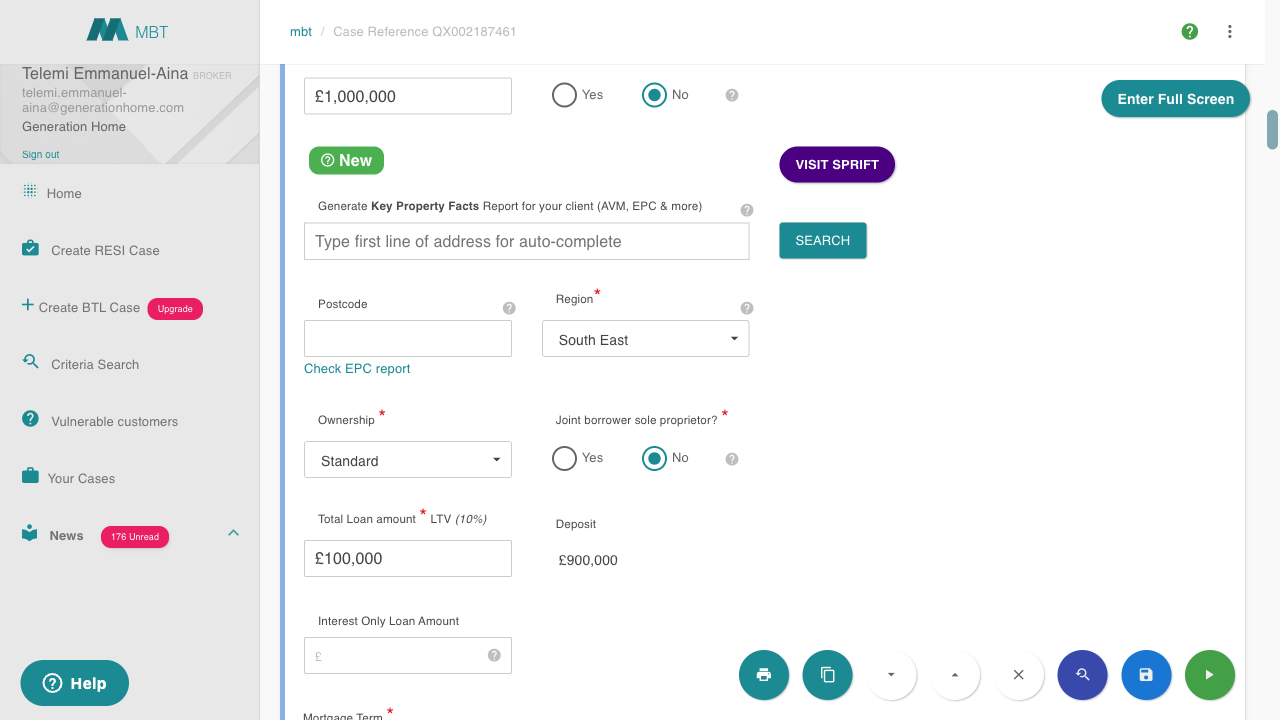 MBT
mbt / Case Reference QX002187461
Telemi Emmanuel-Aina BROKER
telemi.emmanuel-
aina@generationhome.com
Generation Home
Sign out
Home
Create RESI Case
Create BTL Case Upgrade
Criteria Search
Vulnerable customers
Your Cases
News 176 Unread
Help
£1,000,000
Yes No
Enter Full Screen
New
VISIT SPRIFT
Generate Key Property Facts Report for your client (AVM, EPC & more)
Type first line of address for auto-complete
SEARCH
Postcode
Region*
South East
Check EPC report
Ownership *
Joint borrower sole proprietor? *
Standard
Yes No
Total Loan amount * LTV (10%)
Deposit
£100,000
£900,000
Interest Only Loan Amount
£
Mortgage Term *